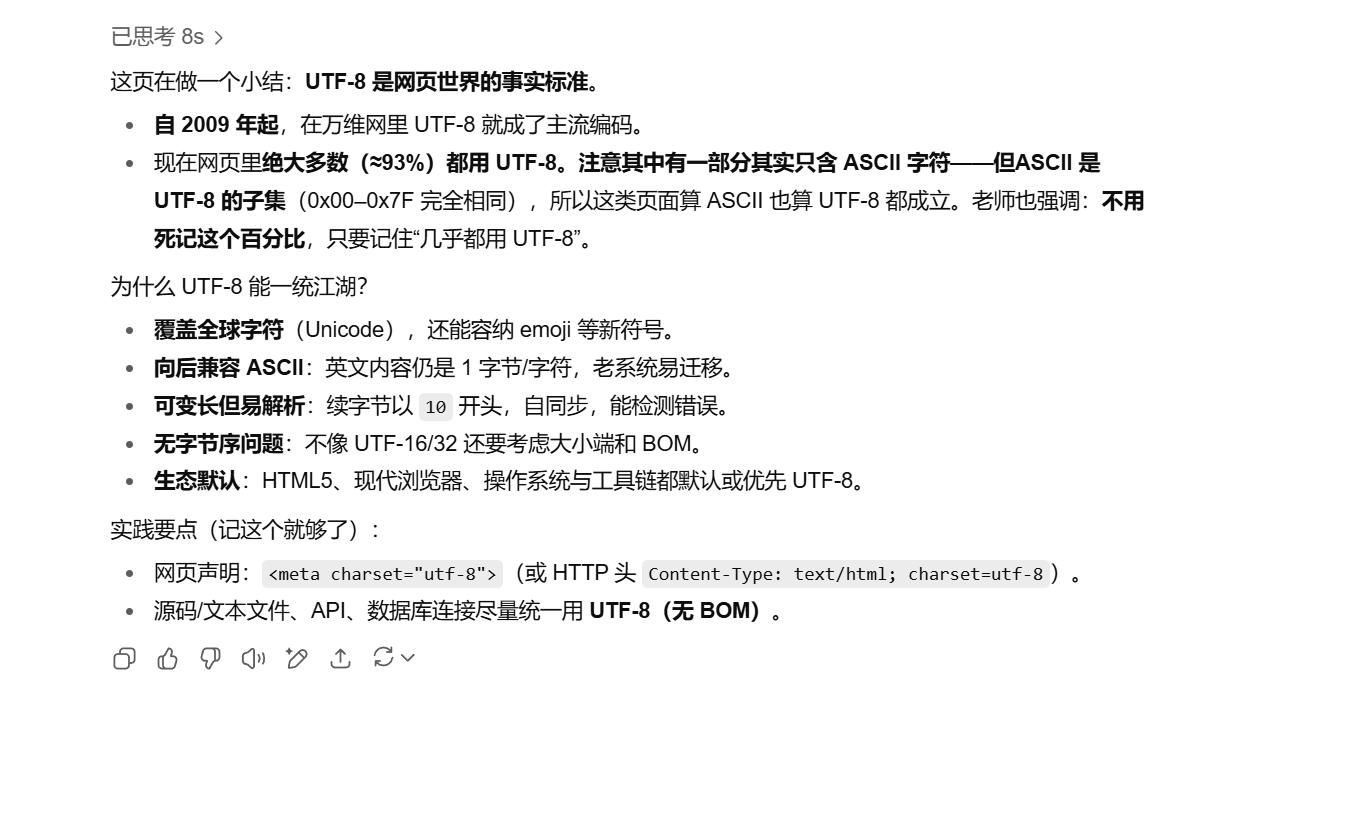 已思考 8s
这页在做一个小结：UTF-8 是网页世界的事实标准。
自 2009 年起，在万维网里 UTF-8 就成了主流编码。
现在网页里绝大多数（≈93%）都用 UTF-8。注意其中有一部分其实只含 ASCII 字符——但ASCII 是
UTF-8 的子集（0x00–0x7F 完全相同），所以这类页面算 ASCII 也算 UTF-8 都成立。老师也强调：不用
死记这个百分比，只要记住“几乎都用 UTF-8”。
为什么 UTF-8 能一统江湖？
覆盖全球字符（Unicode），还能容纳 emoji 等新符号。
向后兼容 ASCII：英文内容仍是 1 字节/字符，老系统易迁移。
可变长但易解析：续字节以 10 开头，自同步，能检测错误。
无字节序问题：不像 UTF-16/32 还要考虑大小端和 BOM。
生态默认：HTML5、现代浏览器、操作系统与工具链都默认或优先 UTF-8。
实践要点（记这个就够了）：
网页声明：<meta charset="utf-8">（或 HTTP 头 Content-Type: text/html; charset=utf-8）。
源码/文本文件、API、数据库连接尽量统一用 UTF-8（无 BOM）。